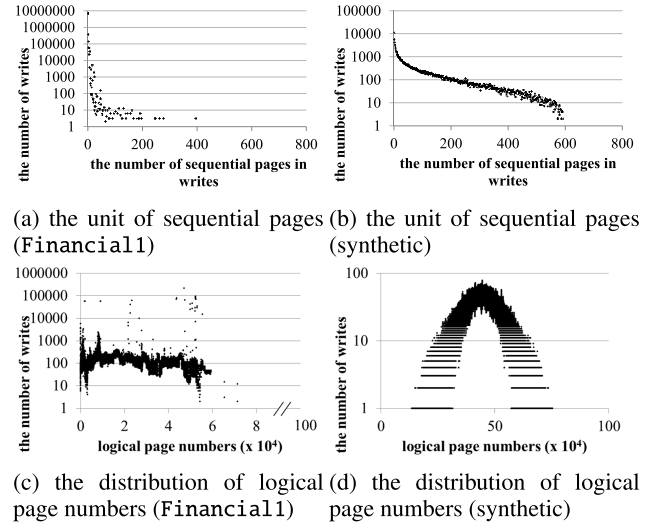 10000000
1000000
100000
10000
1000
100
10
1
0 200 400 600 800
the number of writes
the number of sequential pages in
writes
100000
10000
1000
100
10
1
0 200 400 600 800
the number of writes
the number of sequential pages in
writes
(a) the unit of sequential pages
(Financial1)
(b) the unit of sequential pages
(synthetic)
1000000
100000
10000
1000
100
10
1
0 2 4 6 8 100
the number of writes
logical page numbers (x 10⁴)
100
10
1
0 50 100
the number of writes
logical page numbers (x 10⁴)
(c) the distribution of logical
page numbers (Financial1)
(d) the distribution of logical
page numbers (synthetic)